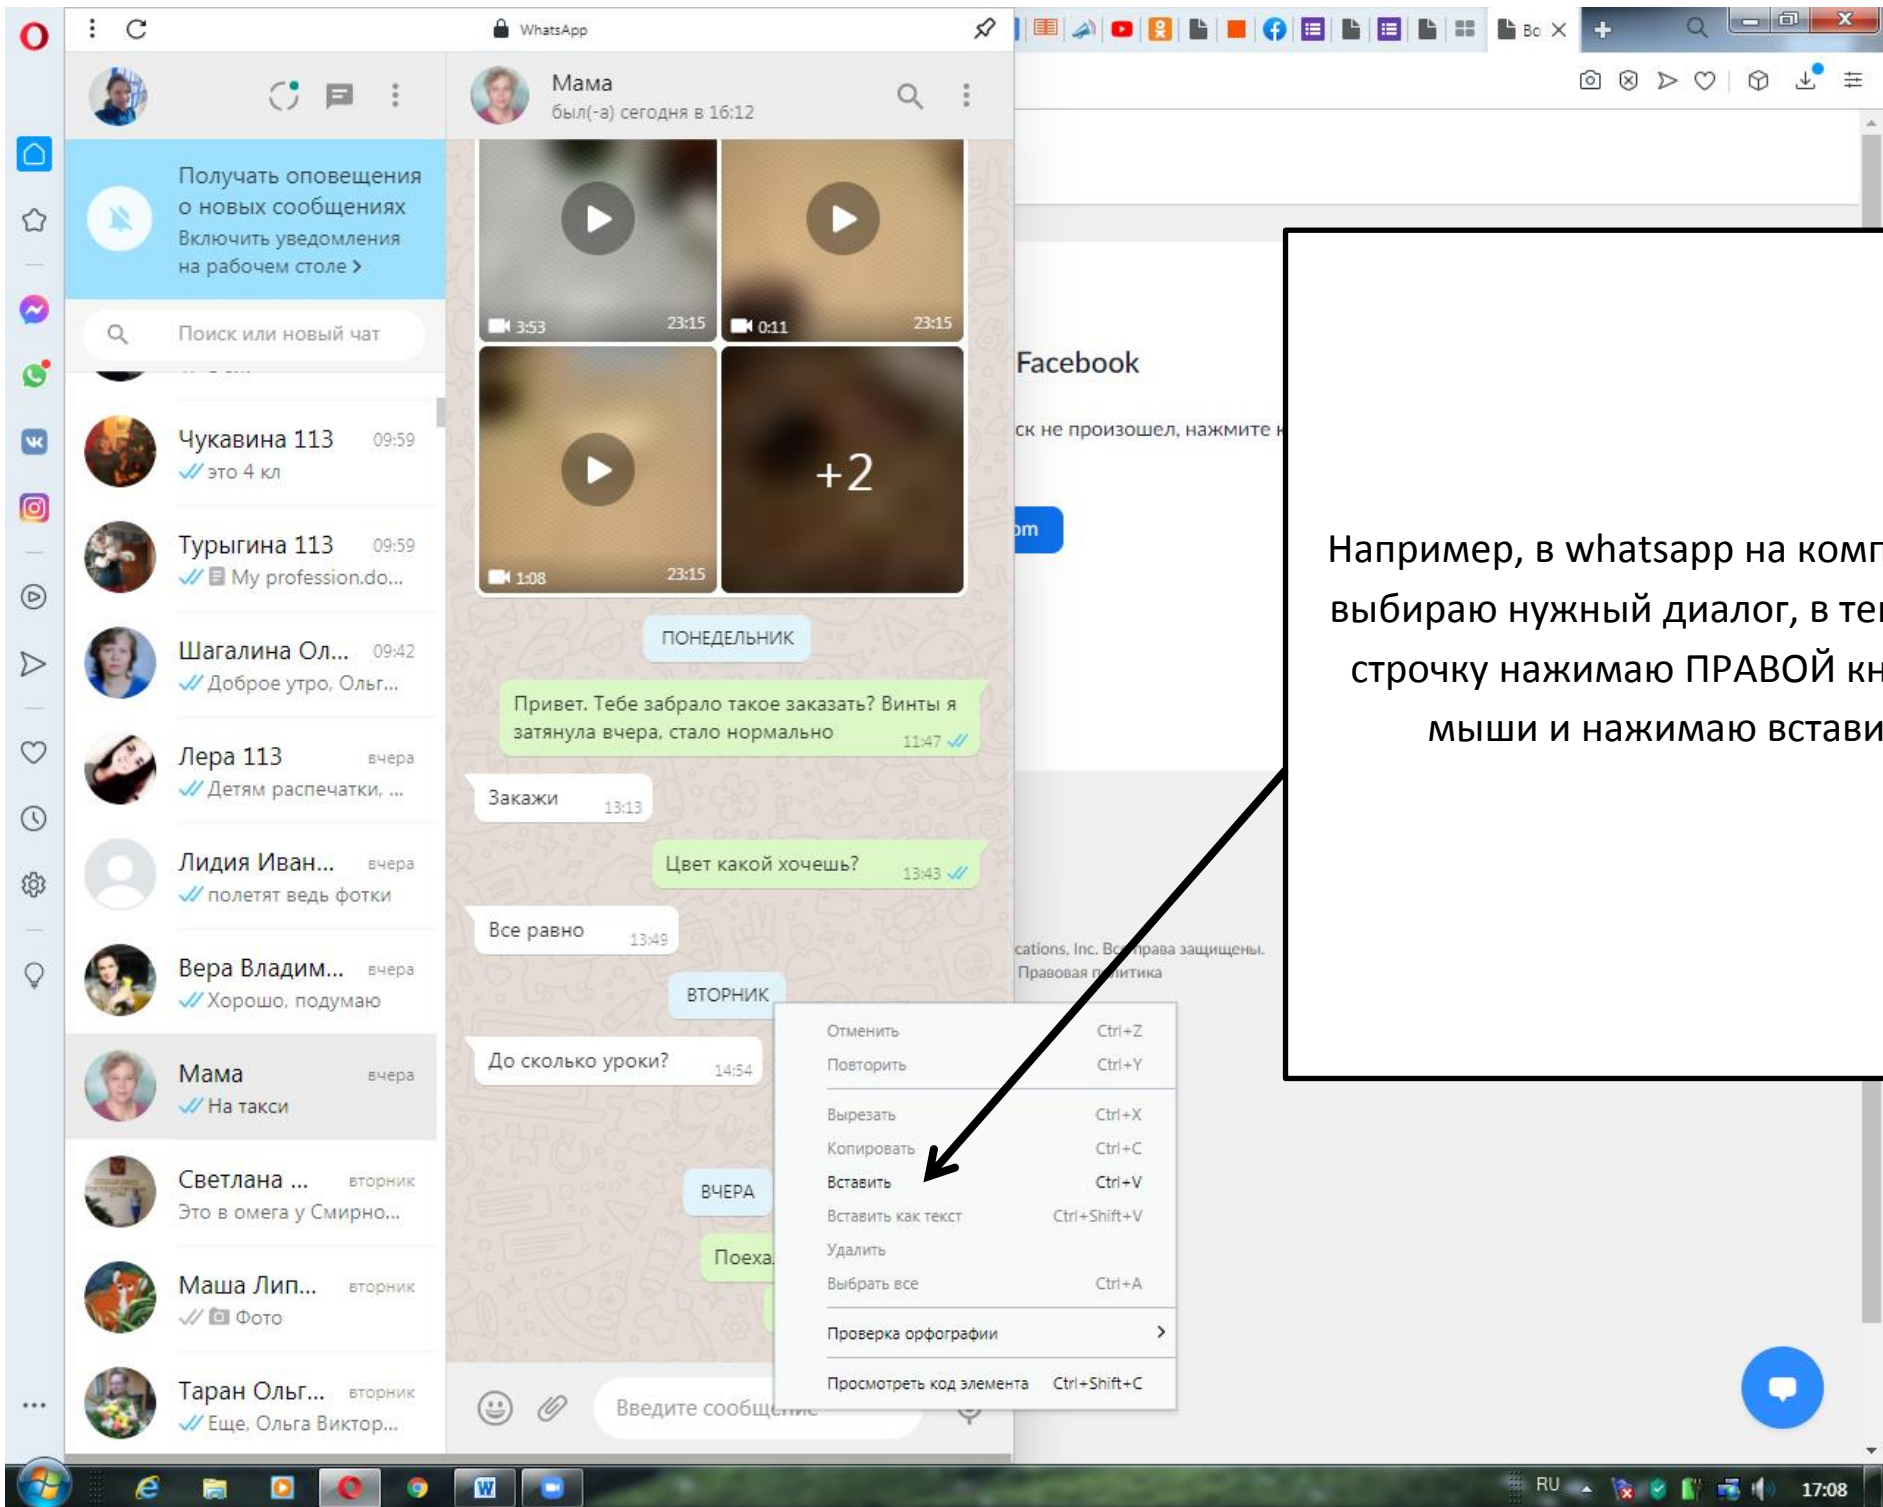 WhatsApp
Вс
Мама
был(-а) сегодня в 16:12
Получать оповещения
о новых сообщениях
Включить уведомления
на рабочем столе >
Поиск или новый чат
Чукавина 113 09:59
это 4 кл
Турыгина 113 09:59
My profession.do...
Шагалина Ол... 09:42
Доброе утро, Ольг...
Лера 113 вчера
Детям распечатки, ...
Лидия Иван... вчера
полетят ведь фотки
Вера Владим... вчера
Хорошо, подумаю
Мама вчера
На такси
Светлана ... вторник
Это в омега у Смирно...
Маша Лип... вторник
Фото
Таран Ольг... вторник
Еще, Ольга Виктор...
3:53 23:15
0:11 23:15
1:08 23:15
+2
ПОНЕДЕЛЬНИК
Привет. Тебе забрало такое заказать? Винты я
затянула вчера, стало нормально 11:47
Закажи 13:13
Цвет какой хочешь? 13:43
Все равно 13:49
ВТОРНИК
До сколько уроки? 14:54
ВЧЕРА
Поеха
Введите сообщение
Отменить Ctrl+Z
Повторить Ctrl+Y
Вырезать Ctrl+X
Копировать Ctrl+C
Вставить Ctrl+V
Вставить как текст Ctrl+Shift+V
Удалить
Выбрать все Ctrl+A
Проверка орфографии
Просмотреть код элемента Ctrl+Shift+C
Facebook
ск не произошел, нажмите к
om
cations, Inc. Все права защищены.
Правовая политика
Например, в whatsapp на комп
выбираю нужный диалог, в те
строчку нажимаю ПРАВОЙ кн
мыши и нажимаю встави
RU 17:08